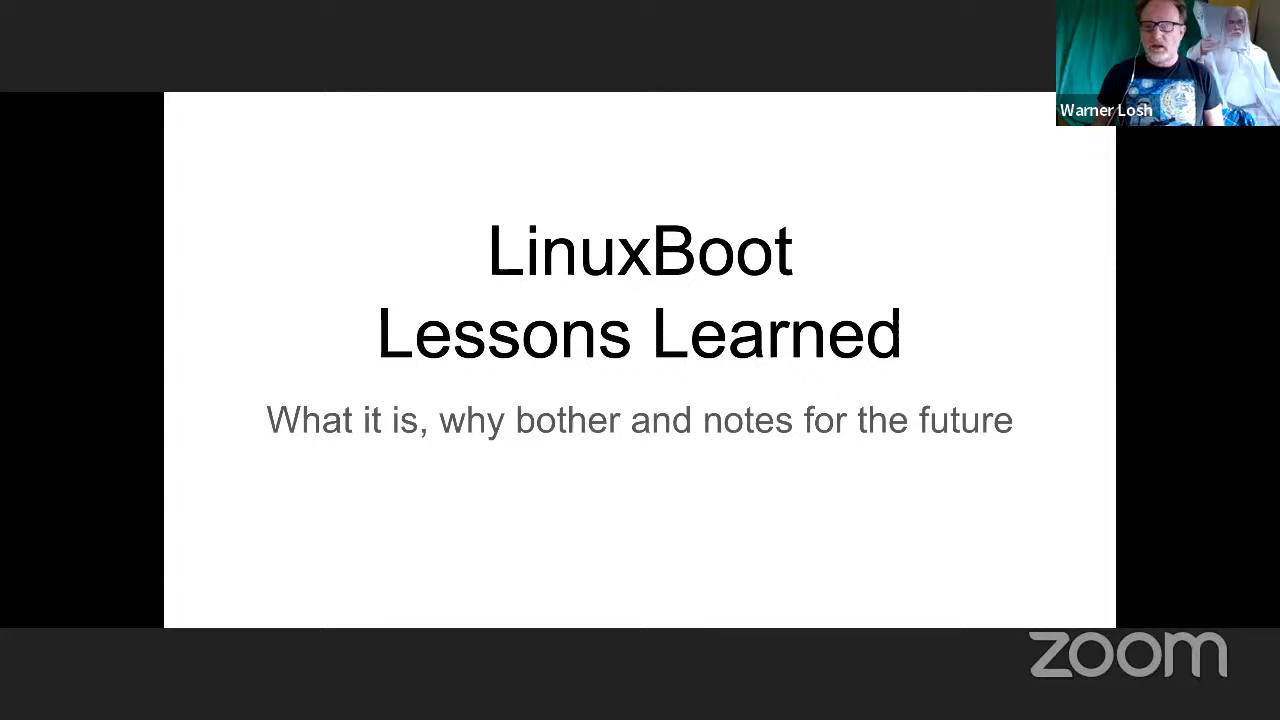 Warner Losh
LinuxBoot
Lessons Learned
What it is, why bother and notes for the future
zoom